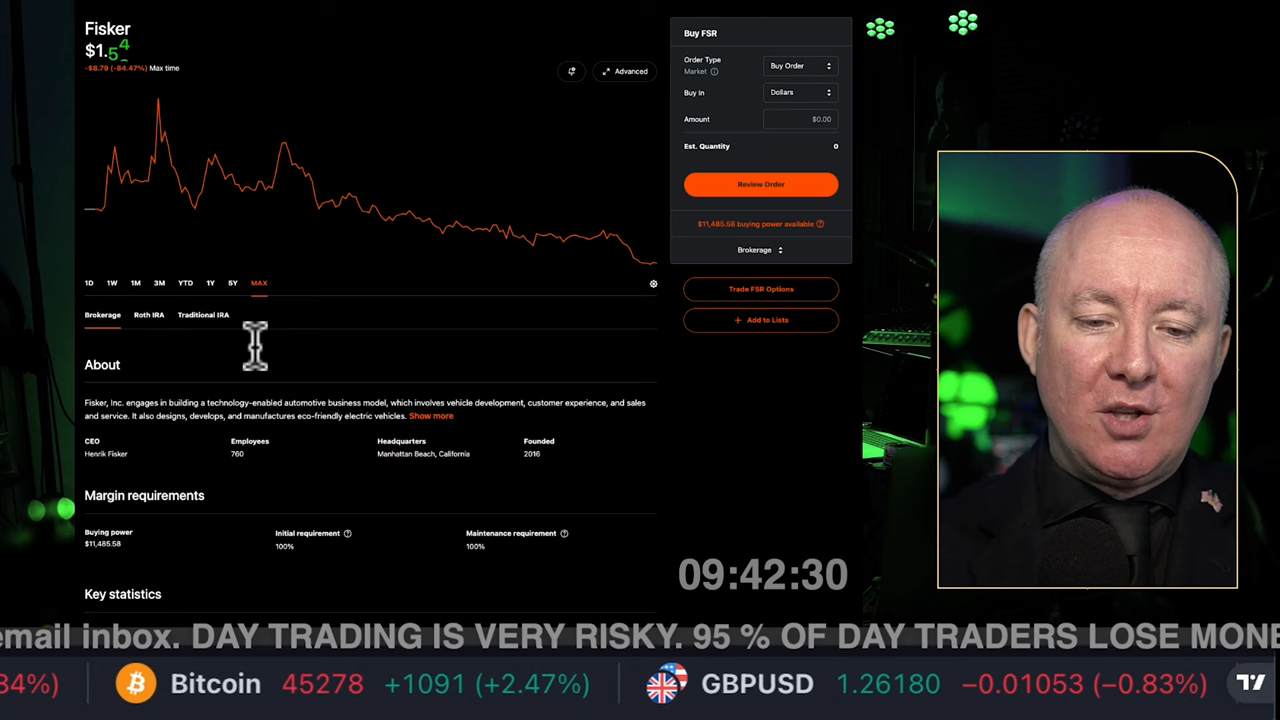 Fisker
$1.54
-$8.79 (-84.47%) Max time
Advanced
1D 1W 1M 3M YTD 1Y 5Y MAX
Brokerage Roth IRA Traditional IRA
About
Fisker, Inc. engages in building a technology-enabled automotive business model, which involves vehicle development, customer experience, and sales
and service. It also designs, develops, and manufactures eco-friendly electric vehicles. Show more
CEO Employees Headquarters Founded
Henrik Fisker 760 Manhattan Beach, California 2016
Margin requirements
Buying power Initial requirement Maintenance requirement
$11,485.58 100% 100%
Key statistics
Buy FSR
Order Type Buy Order
Market
Buy In Dollars
Amount $0.00
Est. Quantity 0
Review Order
$11,485.58 buying power available
Brokerage
Trade FSR Options
+ Add to Lists
09:42:30
email inbox. DAY TRADING IS VERY RISKY. 95 % OF DAY TRADERS LOSE MONE
34%) Bitcoin 45278 +1091 (+2.47%) GBPUSD 1.26180 −0.01053 (−0.83%)